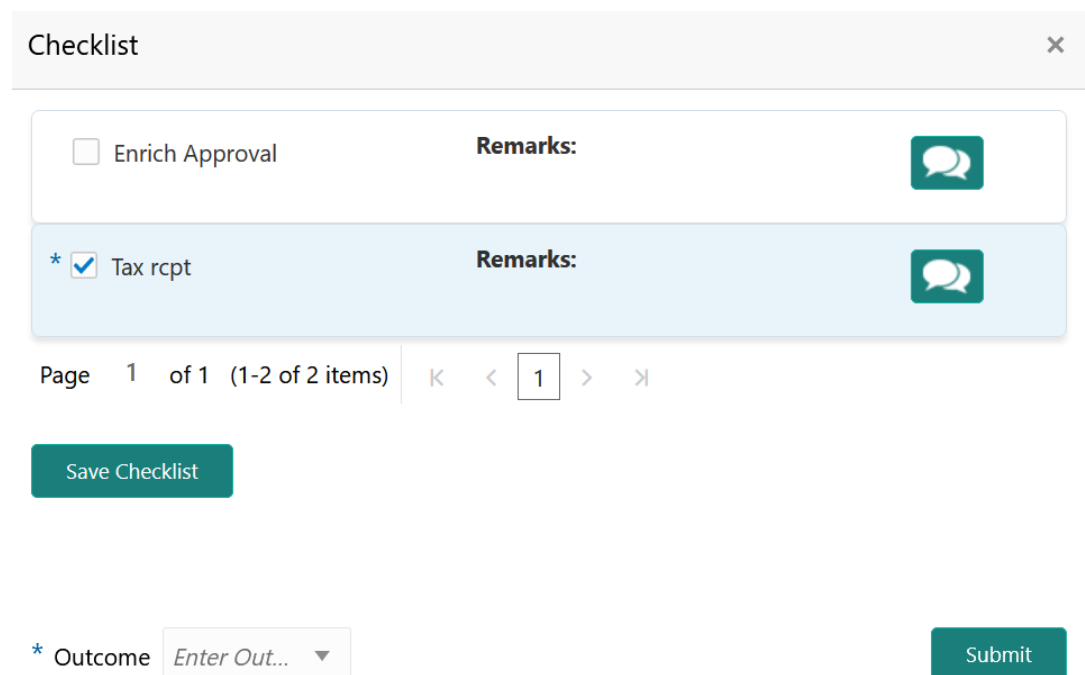 Checklist
Enrich Approval Remarks:
* Tax rcpt Remarks:
Page 1 of 1 (1-2 of 2 items) 1
Save Checklist
* Outcome Enter Out... Submit